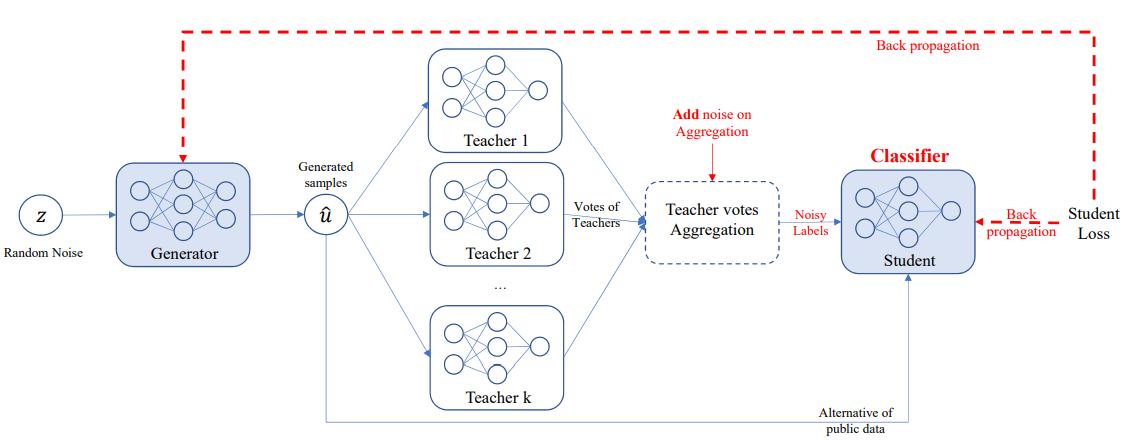 Back propagation
Teacher 1
Add noise on
Aggregation
Classifier
Generated
samples
z
û
Random Noise
Generator
Teacher 2
Votes of
Teachers
Teacher votes
Aggregation
Noisy
Labels
Student
Back
propagation
Student
Loss
...
Teacher k
Alternative of
public data